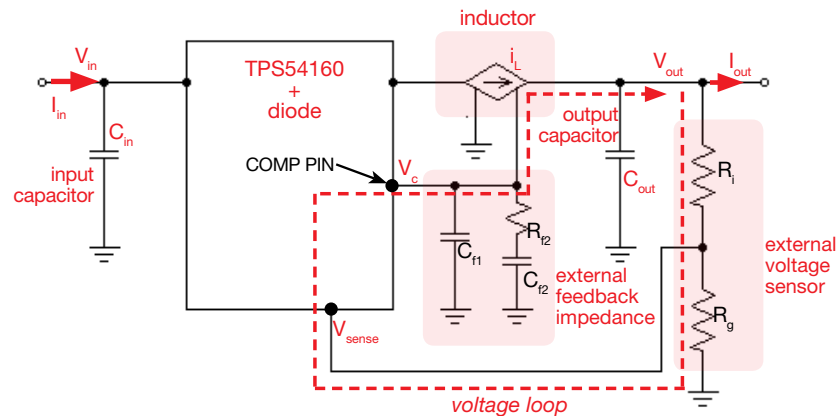 inductor
V_in
I_in
C_in
input
capacitor
TPS54160
+
diode
COMP PIN
V_c
i_L
V_out
I_out
output
capacitor
C_out
R_i
R_f2
C_f1
C_f2
external
feedback
impedance
external
voltage
sensor
R_g
V_sense
voltage loop